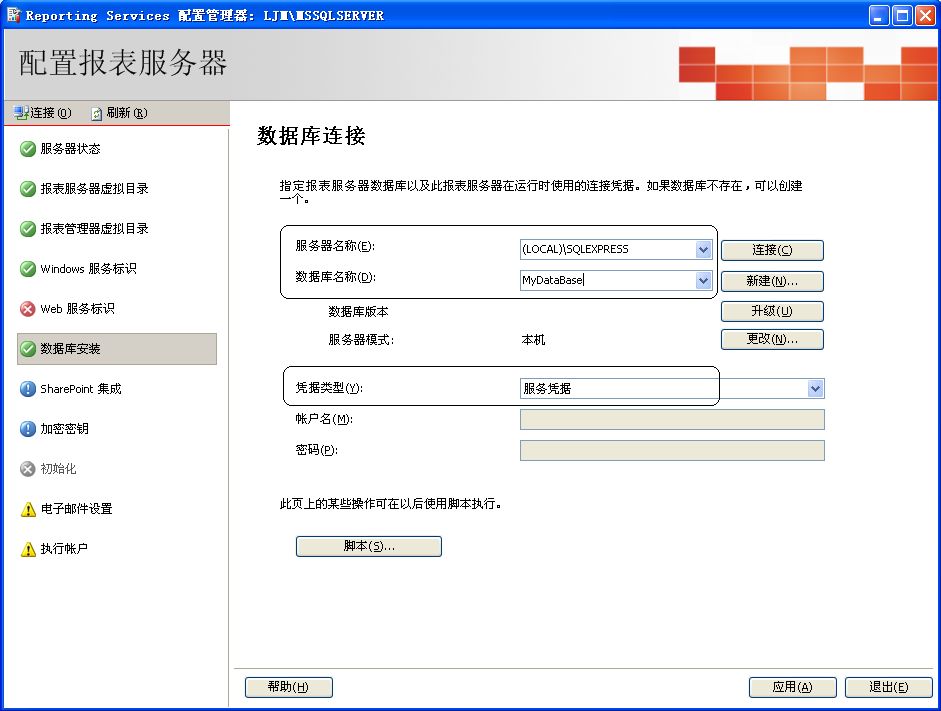 Reporting Services 配置管理器: LJM\MSSQLSERVER
配置报表服务器
连接(O) 刷新(R)
服务器状态
报表服务器虚拟目录
报表管理器虚拟目录
Windows 服务标识
Web 服务标识
数据库安装
SharePoint 集成
加密密钥
初始化
电子邮件设置
执行帐户
数据库连接
指定报表服务器数据库以及此报表服务器在运行时使用的连接凭据。如果数据库不存在，可以创建
一个。
服务器名称(E): (LOCAL)\SQLEXPRESS 连接(C)
数据库名称(D): MyDataBase 新建(N)...
数据库版本 升级(U)
服务器模式: 本机 更改(N)...
凭据类型(Y): 服务凭据
帐户名(M):
密码(P):
此页上的某些操作可在以后使用脚本执行。
脚本(S)...
帮助(H) 应用(A) 退出(E)